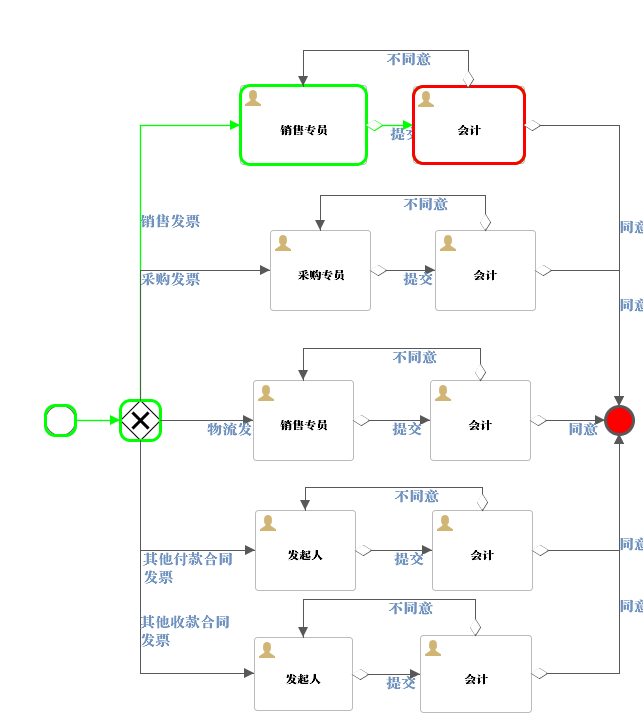 不同意
销售专员
提交
会计
销售发票
同意
不同意
采购发票
采购专员
提交
会计
同意
不同意
销售专员
物流发
提交
会计
同意
不同意
发起人
提交
会计
同意
其他付款合同
发票
不同意
发起人
提交
会计
同意
其他收款合同
发票